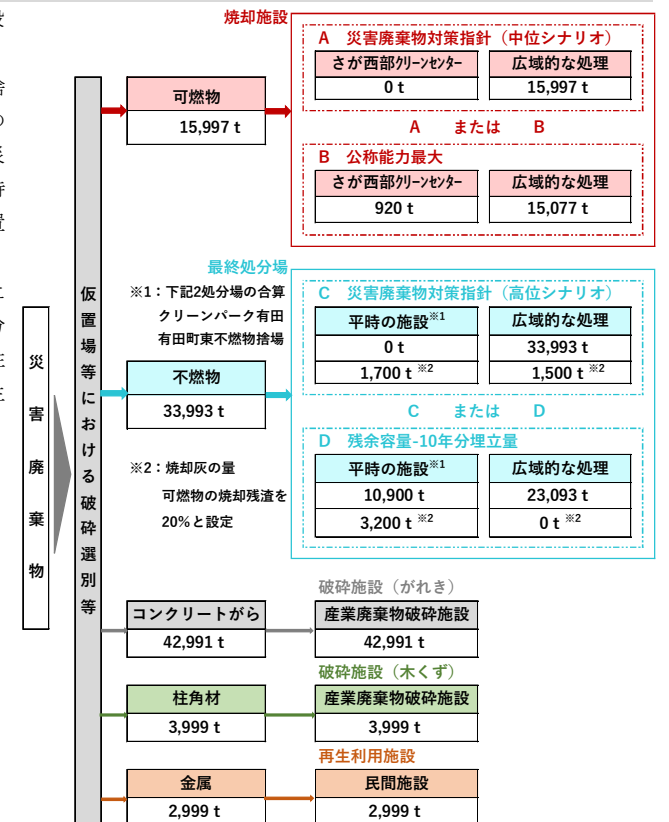 焼却施設
A 災害廃棄物対策指針（中位シナリオ）
さが西部クリーンセンター 広域的な処理
0 t 15,997 t
可燃物
15,997 t
A または B
B 公称能力最大
さが西部クリーンセンター 広域的な処理
920 t 15,077 t
最終処分場
※1：下記2処分場の合算
クリーンパーク有田
有田町東不燃物捨場
C 災害廃棄物対策指針（高位シナリオ）
平時の施設※1 広域的な処理
0 t 33,993 t
1,700 t ※2 1,500 t ※2
不燃物
33,993 t
C または D
※2：焼却灰の量
可燃物の焼却残渣を
20%と設定
D 残余容量-10年分埋立量
平時の施設※1 広域的な処理
10,900 t 23,093 t
3,200 t ※2 0 t ※2
災害廃棄物
仮置場等における破砕選別等
破砕施設（がれき）
コンクリートがら 産業廃棄物破砕施設
42,991 t 42,991 t
破砕施設（木くず）
柱角材 産業廃棄物破砕施設
3,999 t 3,999 t
再生利用施設
金属 民間施設
2,999 t 2,999 t